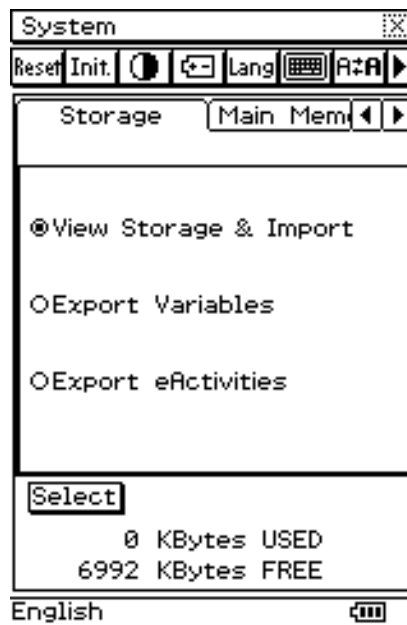 System
Reset Init. Lang A↕A
Storage Main Mem
View Storage & Import
Export Variables
Export eActivities
Select
0 KBytes USED
6992 KBytes FREE
English